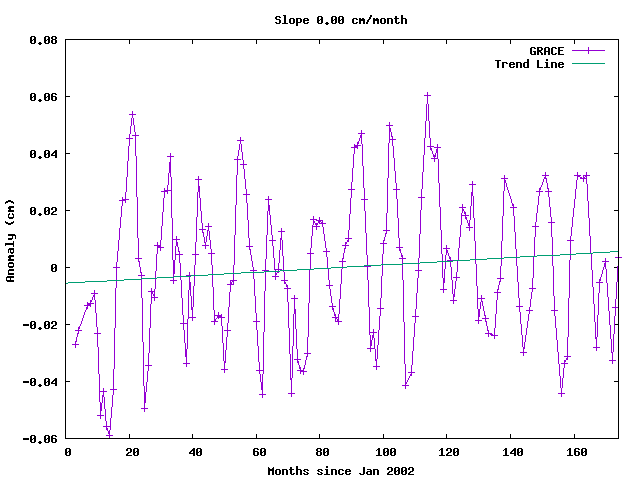 Slope 0.00 cm/month
GRACE
Trend Line
0.08
0.06
0.04
0.02
0
-0.02
-0.04
-0.06
Anomaly (cm)
0 20 40 60 80 100 120 140 160
Months since Jan 2002